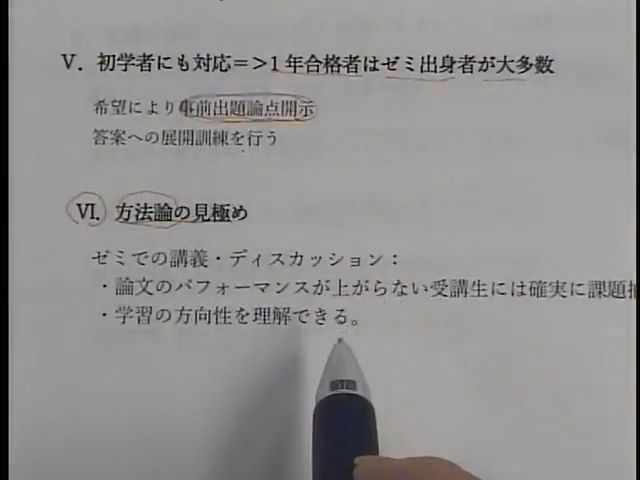 V. 初学者にも対応=>1年合格者はゼミ出身者が大多数
希望により事前出題論点開示
答案への展開訓練を行う
VI. 方法論の見極め
ゼミでの講義・ディスカッション：
・論文のパフォーマンスが上がらない受講生には確実に課題
・学習の方向性を理解できる。